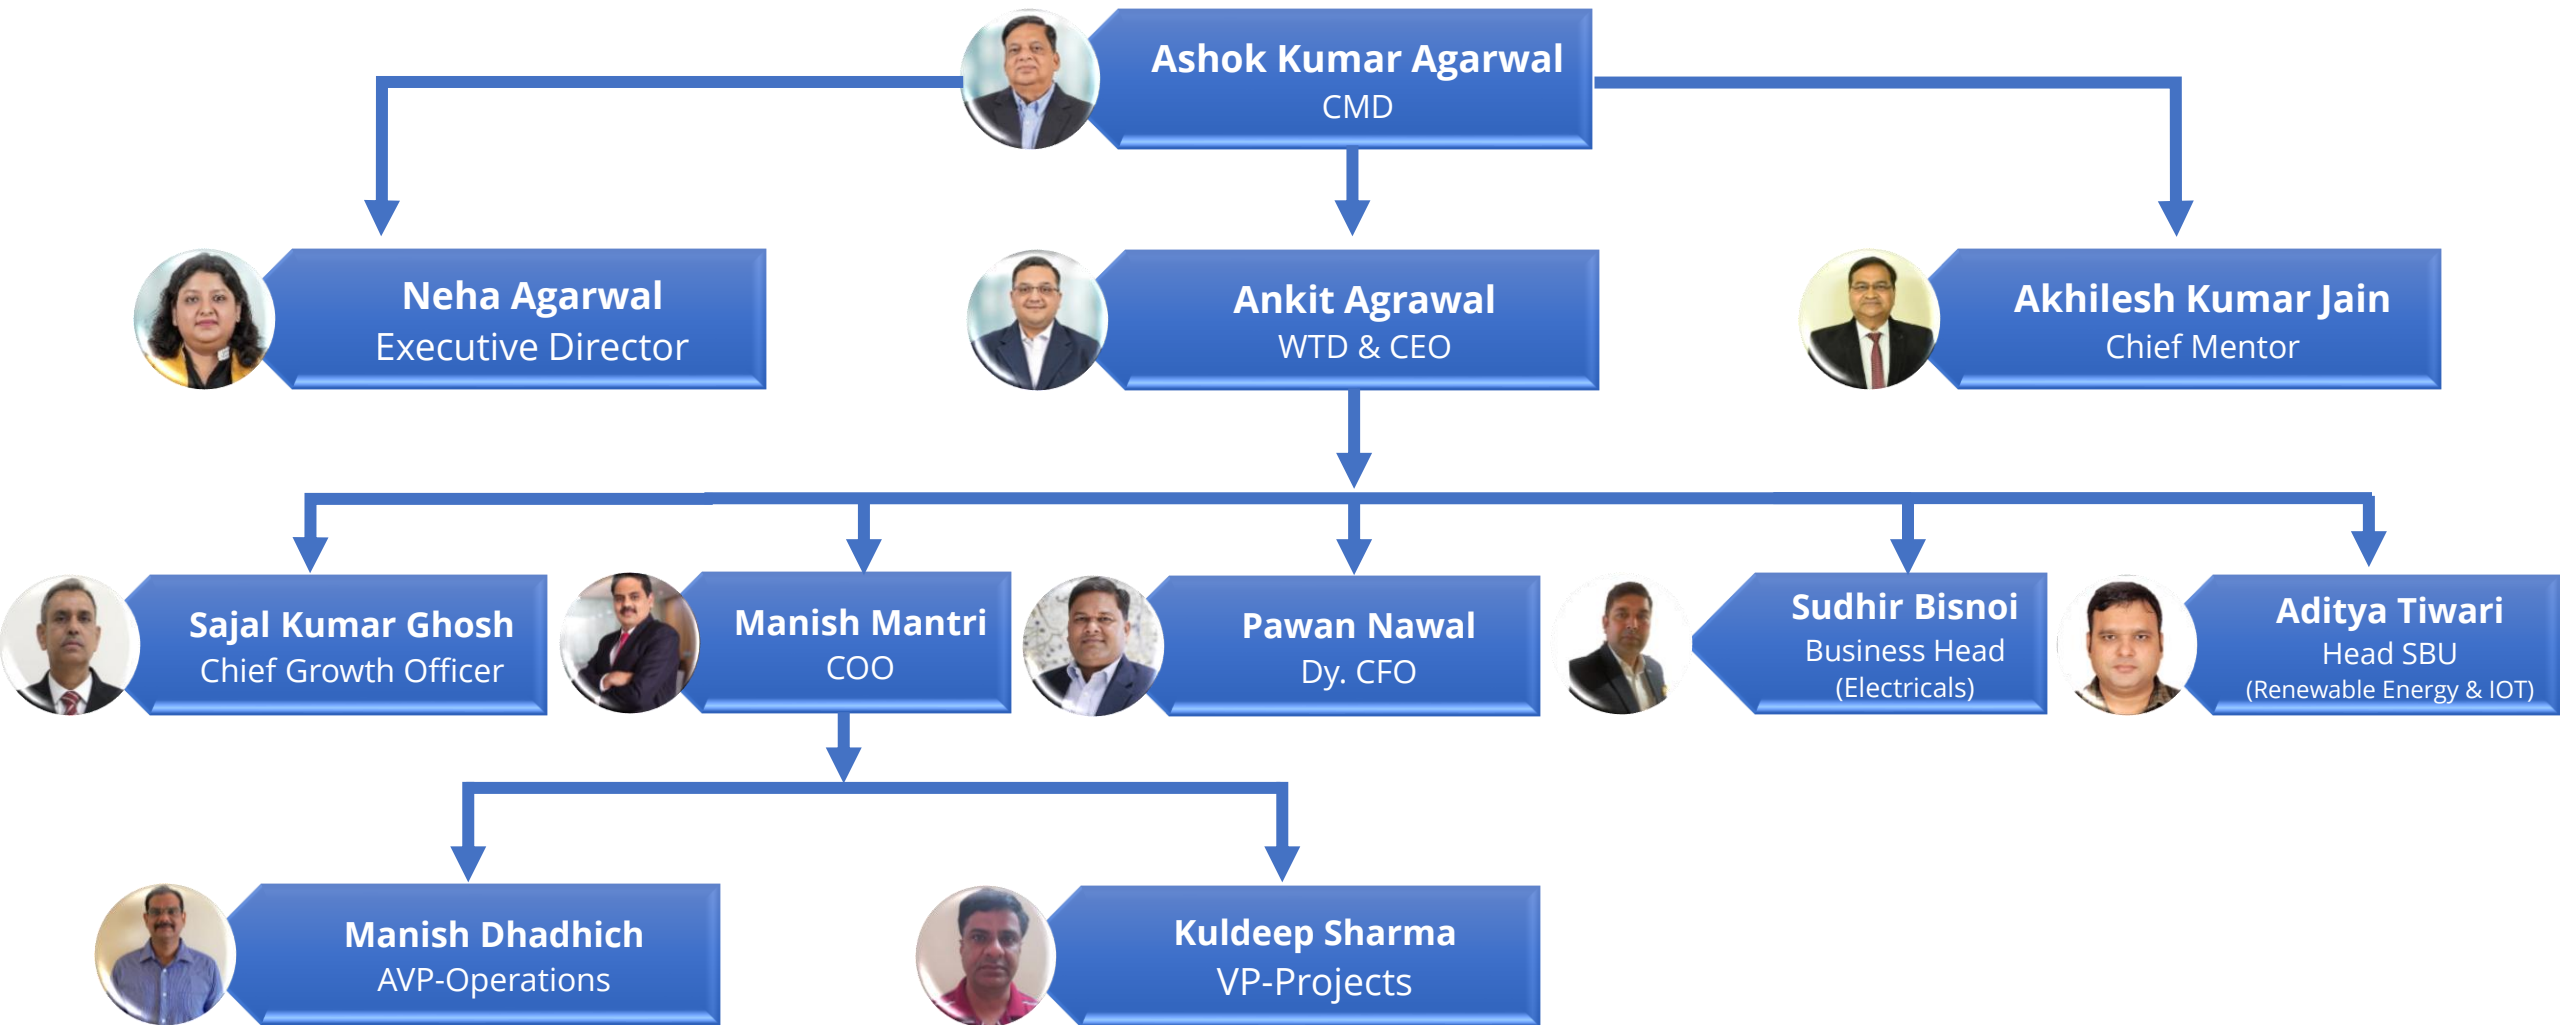 Ashok Kumar Agarwal
CMD
Neha Agarwal
Executive Director
Ankit Agrawal
WTD & CEO
Akhilesh Kumar Jain
Chief Mentor
Sajal Kumar Ghosh
Chief Growth Officer
Manish Mantri
COO
Pawan Nawal
Dy. CFO
Sudhir Bisnoi
Business Head
(Electricals)
Aditya Tiwari
Head SBU
(Renewable Energy & IOT)
Manish Dhadhich
AVP-Operations
Kuldeep Sharma
VP-Projects